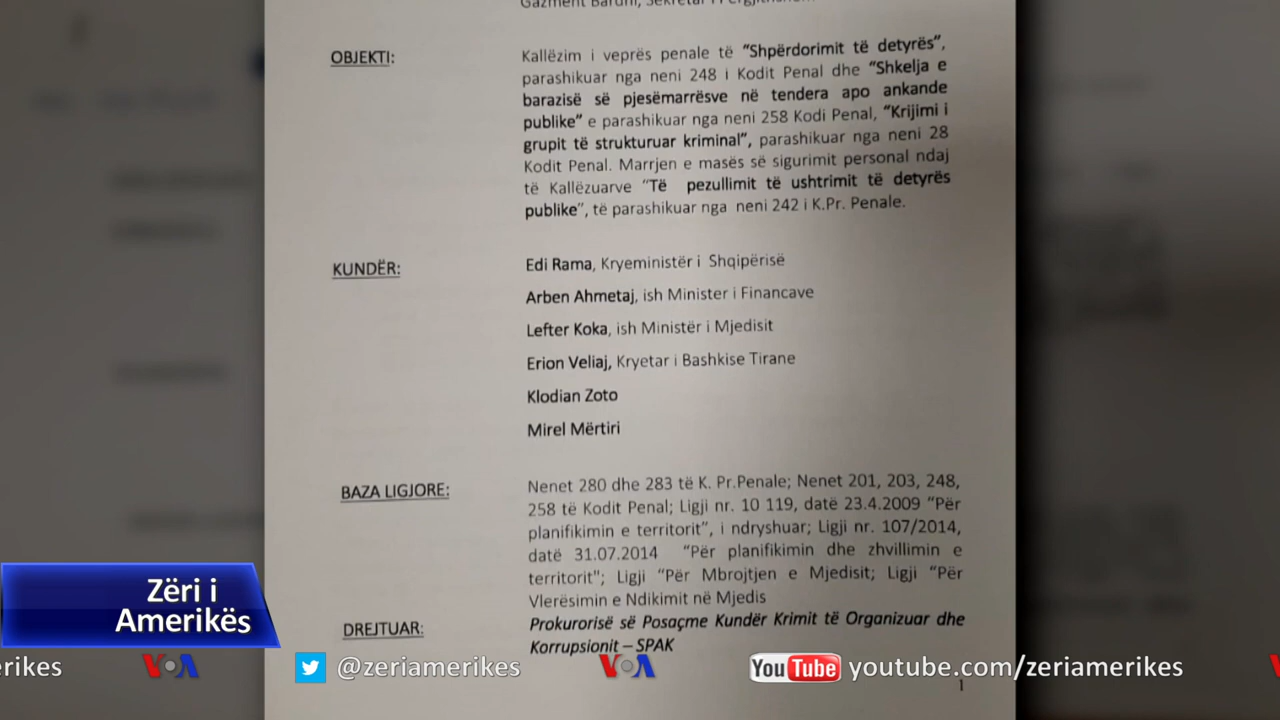 Gazment Bardhi, Sekretar i Përgjithshëm
OBJEKTI:
Kallëzim i veprës penale të “Shpërdorimit të detyrës”,
parashikuar nga neni 248 i Kodit Penal dhe “Shkelja e
barazisë së pjesëmarrësve në tendera apo ankande
publike” e parashikuar nga neni 258 Kodi Penal, “Krijimi i
grupit të strukturuar kriminal”, parashikuar nga neni 28
Kodit Penal. Marrjen e masës së sigurimit personal ndaj
të Kallëzuarve “Të pezullimit të ushtrimit të detyrës
publike”, të parashikuar nga neni 242 i K.Pr. Penale.
KUNDËR:
Edi Rama, Kryeministër i Shqipërisë
Arben Ahmetaj, ish Minister i Financave
Lefter Koka, ish Ministër i Mjedisit
Erion Veliaj, Kryetar i Bashkise Tirane
Klodian Zoto
Mirel Mërtiri
BAZA LIGJORE:
Nenet 280 dhe 283 të K. Pr.Penale; Nenet 201, 203, 248,
258 të Kodit Penal; Ligji nr. 10 119, datë 23.4.2009 “Për
planifikimin e territorit”, i ndryshuar; Ligji nr. 107/2014,
datë 31.07.2014 “Për planifikimin dhe zhvillimin e
territorit"; Ligji “Për Mbrojtjen e Mjedisit; Ligji “Për
Vlerësimin e Ndikimit në Mjedis
DREJTUAR:
Prokurorisë së Posaçme Kundër Krimit të Organizuar dhe
Korrupsionit – SPAK
1
Zëri i
Amerikës
erikes
VOA
@zeriamerikes
VOA
YouTube
youtube.com/zeriamerikes